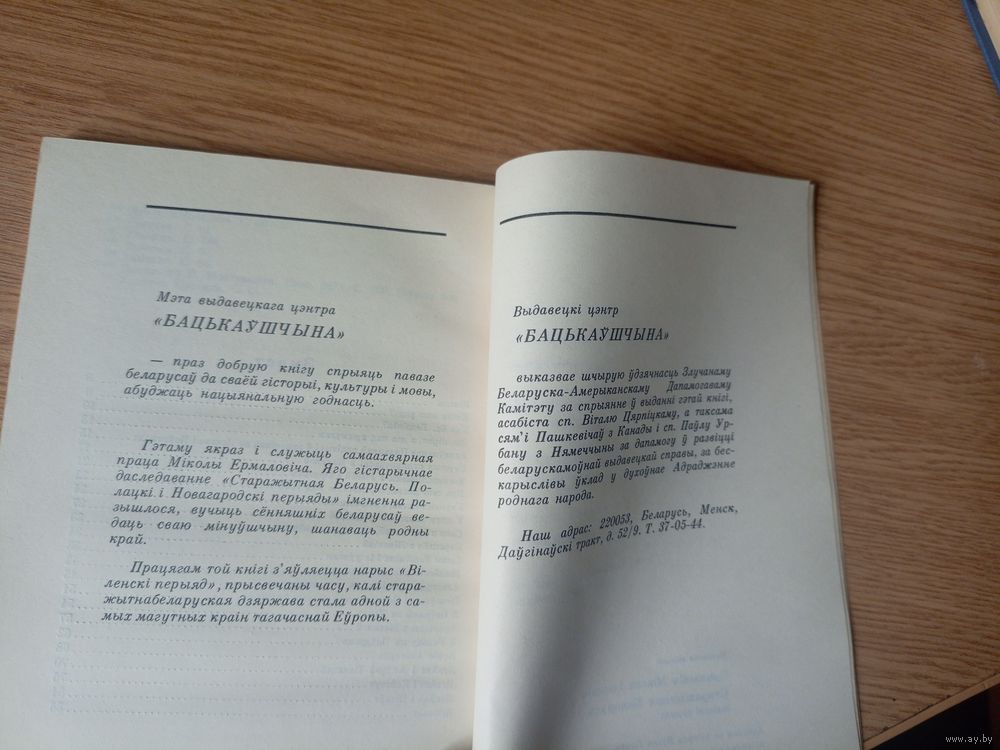 Мэта выдавецкага цэнтра
«БАЦЬКАЎШЧЫНА»
— праз добрую кнігу спрыяць павазе
беларусаў да сваёй гісторыі, культуры і мовы,
абуджаць нацыянальную годнасць.
Гэтаму якраз і служыць самаахвярная
праца Міколы Ермаловіча. Яго гістарычнае
даследаванне «Старажытная Беларусь. По-
лацкі і Новагародскі перыяды» імгненна ра-
зышлося, вучыць сённяшніх беларусаў ве-
даць сваю мінуўшчыну, шанаваць родны
край.
Працягам той кнігі з'яўляецца нарыс «Ві-
ленскі перыяд», прысвечаны часу, калі стара-
жытнабеларуская дзяржава стала адной з са-
мых магутных краін тагачаснай Еўропы.
Выдавецкі цэнтр
«БАЦЬКАЎШЧЫНА»
выказвае шчырую ўдзячнасць Злучанаму
Беларуска-Амерыканскаму Дапамогаваму
Камітэту за спрыянне ў выданні гэтай кнігі,
асабіста сп. Віталю Цярпіцкаму, а таксама
сям'і Пашкевічаў з Канады і сп. Паўлу Ур-
бану з Нямеччыны за дапамогу ў развіцці
беларускамоўнай выдавецкай справы, за бес-
карыслівы ўклад у духоўнае Адраджэнне
роднага народа.
Наш адрас: 220053, Беларусь, Менск,
Даўгінаўскі тракт, д. 52/9. Т. 37-05-44.
www.ay.by